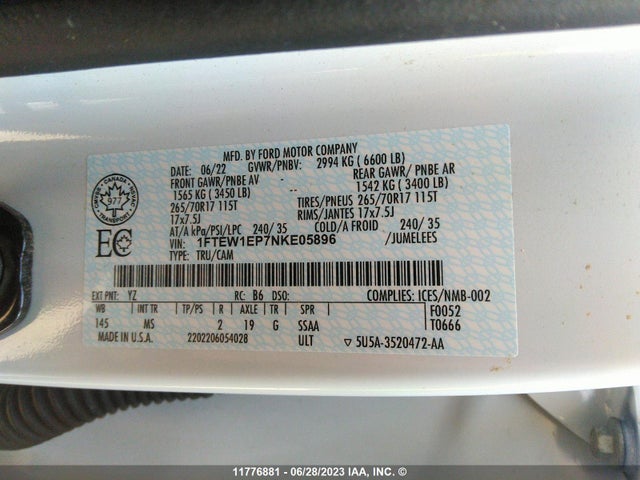 MFD. BY FORD MOTOR COMPANY
DATE: 06/22 GVWR/PNBV: 2994 KG ( 6600 LB)
FRONT GAWR/PNBE AV -- REAR GAWR/ PNBE AR
1565 KG ( 3450 LB) 1542 KG ( 3400 LB)
265/70R17 115T TIRES/PNEUS 265/70R17 115T
17x7.5J RIMS/JANTES 17x7.5J
AT/A kPa/PSI/LPC 240/ 35 COLD/A FROID 240/ 35
VIN: 1FTEW1EP7NKE05896 /JUMELEES
TYPE: TRU/CAM
CANADA
977
TRANSPORT
EC
EXT PNT: YZ RC: B6 DSO: COMPLIES: ICES/NMB-002
WB INT TR TP/PS R AXLE TR SPR F0052
145 MS 2 19 G SSAA T0666
MADE IN U.S.A. 2202206054028 ULT ▽ 5U5A-3520472-AA
11776881 - 06/28/2023 IAA, INC. ©